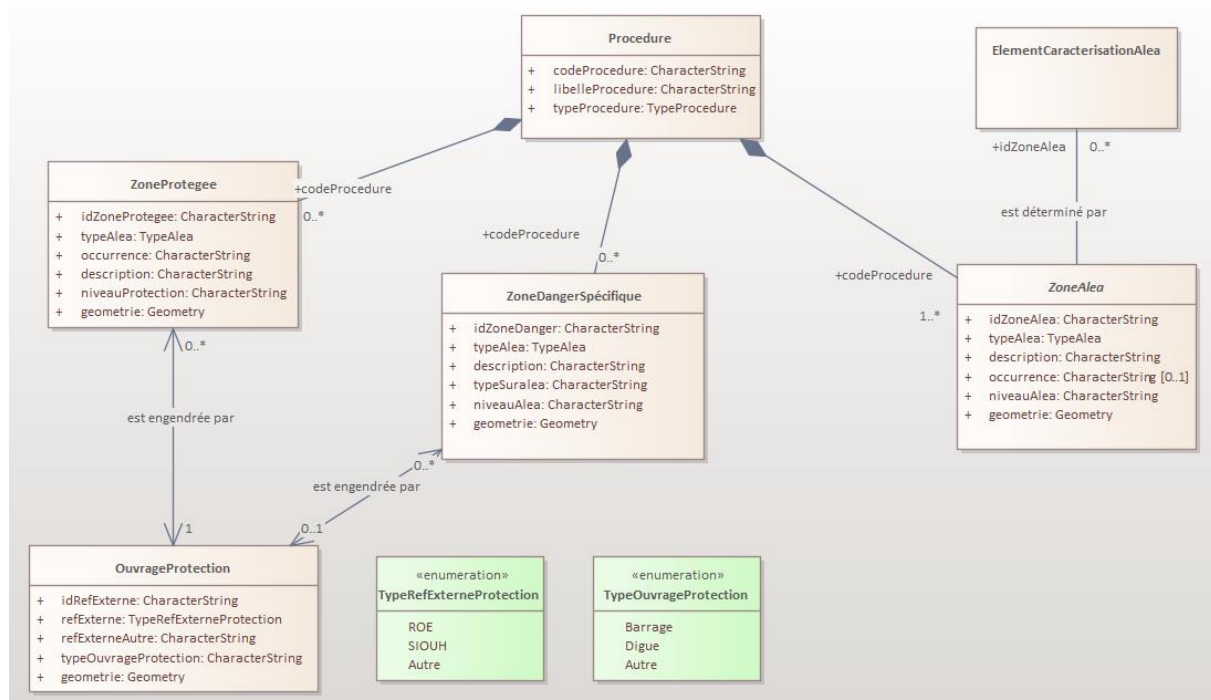 Procedure
+ codeProcedure: CharacterString
+ libelleProcedure: CharacterString
+ typeProcedure: TypeProcedure
ElementCaracterisationAlea
+idZoneAlea 0..*
est déterminé par
ZoneProtegee
+ idZoneProtegee: CharacterString
+ typeAlea: TypeAlea
+ occurrence: CharacterString
+ description: CharacterString
+ niveauProtection: CharacterString
+ geometrie: Geometry
+codeProcedure
0..*
+codeProcedure
0..*
+codeProcedure
1..*
ZoneDangerSpécifique
+ idZoneDanger: CharacterString
+ typeAlea: TypeAlea
+ description: CharacterString
+ typeSuralea: CharacterString
+ niveauAlea: CharacterString
+ geometrie: Geometry
ZoneAlea
+ idZoneAlea: CharacterString
+ typeAlea: TypeAlea
+ description: CharacterString
+ occurrence: CharacterString [0..1]
+ niveauAlea: CharacterString
+ geometrie: Geometry
0..*
est engendrée par
1
0..*
est engendrée par
0..1
OuvrageProtection
+ idRefExterne: CharacterString
+ refExterne: TypeRefExterneProtection
+ refExterneAutre: CharacterString
+ typeOuvrageProtection: CharacterString
+ geometrie: Geometry
«enumeration»
TypeRefExterneProtection
ROE
SIOUH
Autre
«enumeration»
TypeOuvrageProtection
Barrage
Digue
Autre